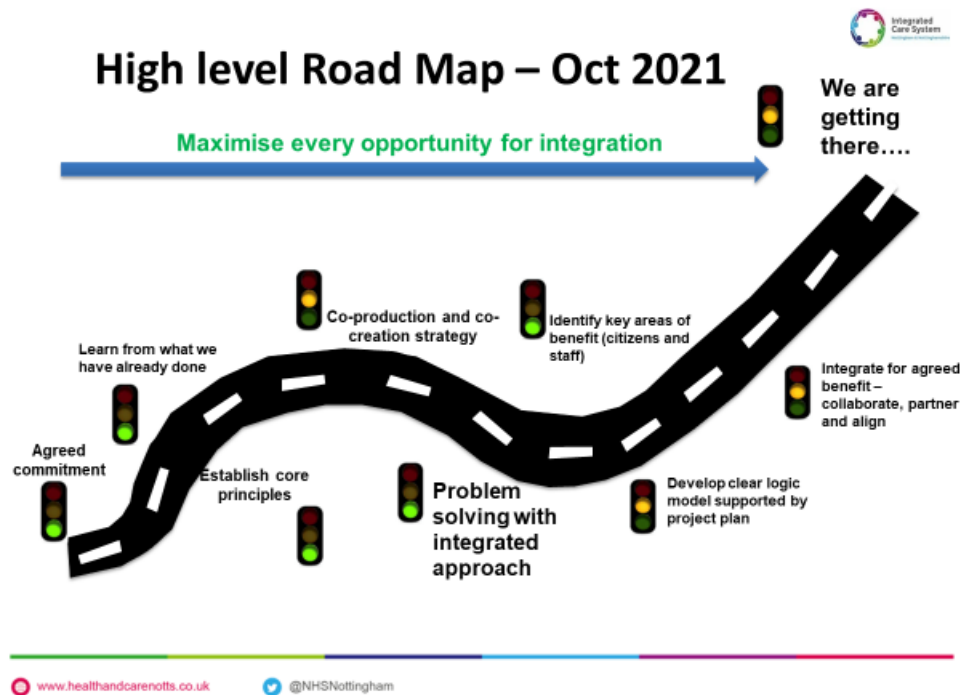 Integrated
Care System
Nottingham & Nottinghamshire
High level Road Map – Oct 2021
We are
getting
there....
Maximise every opportunity for integration
Co-production and co-
creation strategy
Identify key areas of
benefit (citizens and
staff)
Learn from what we
have already done
Integrate for agreed
benefit –
collaborate, partner
and align
Agreed
commitment
Establish core
principles
Problem
solving with
integrated
approach
Develop clear logic
model supported by
project plan
www.healthandcarenotts.co.uk
@NHSNottingham